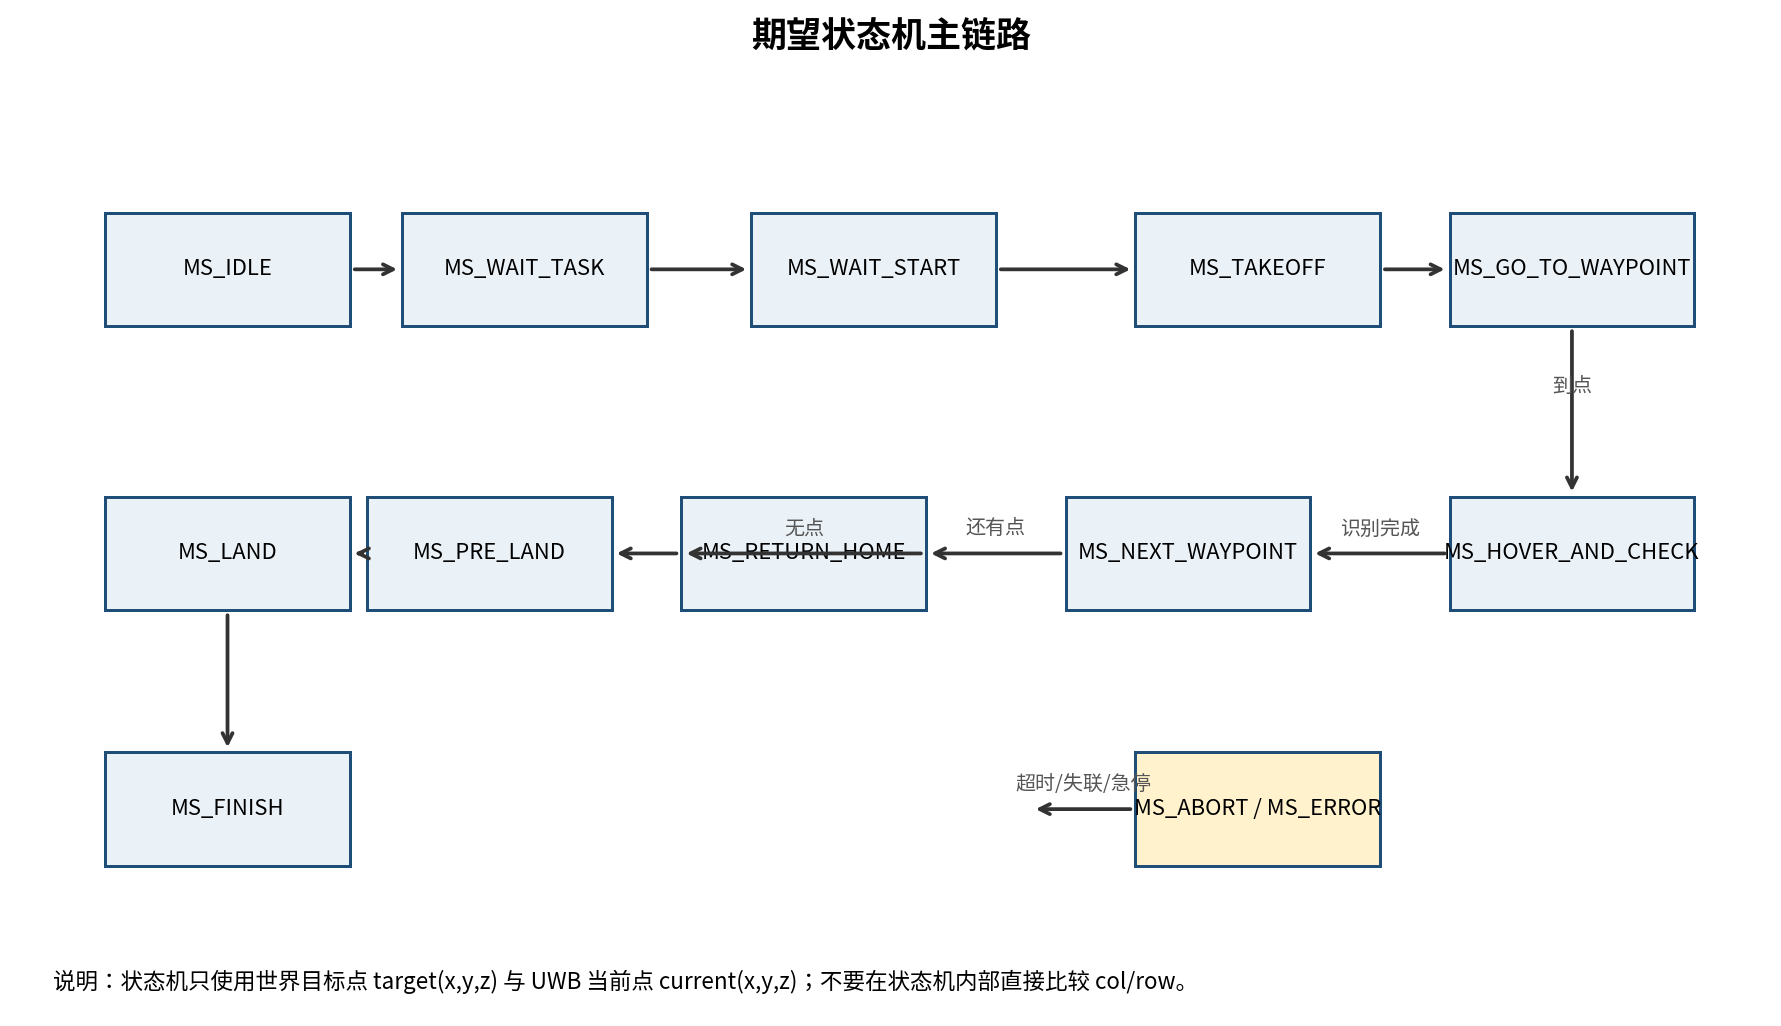 期望状态机主链路
MS_IDLE
MS_WAIT_TASK
MS_WAIT_START
MS_TAKEOFF
MS_GO_TO_WAYPOINT
到点
MS_LAND
MS_PRE_LAND
无点
MS_RETURN_HOME
还有点
MS_NEXT_WAYPOINT
识别完成
MS_HOVER_AND_CHECK
MS_FINISH
超时/失联/急停
MS_ABORT / MS_ERROR
说明：状态机只使用世界目标点 target(x,y,z) 与 UWB 当前点 current(x,y,z)；不要在状态机内部直接比较 col/row。